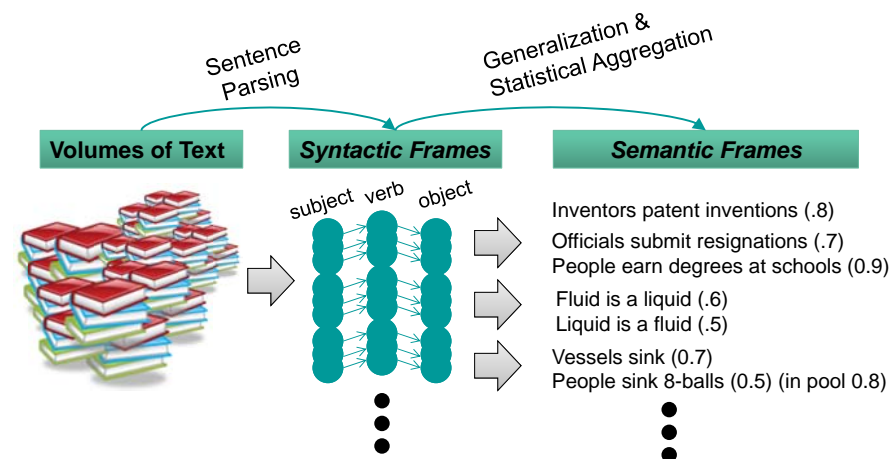 Sentence
Parsing
Generalization &
Statistical Aggregation
Volumes of Text
Syntactic Frames
Semantic Frames
subject verb object
Inventors patent inventions (.8)
Officials submit resignations (.7)
People earn degrees at schools (0.9)
Fluid is a liquid (.6)
Liquid is a fluid (.5)
Vessels sink (0.7)
People sink 8-balls (0.5) (in pool 0.8)